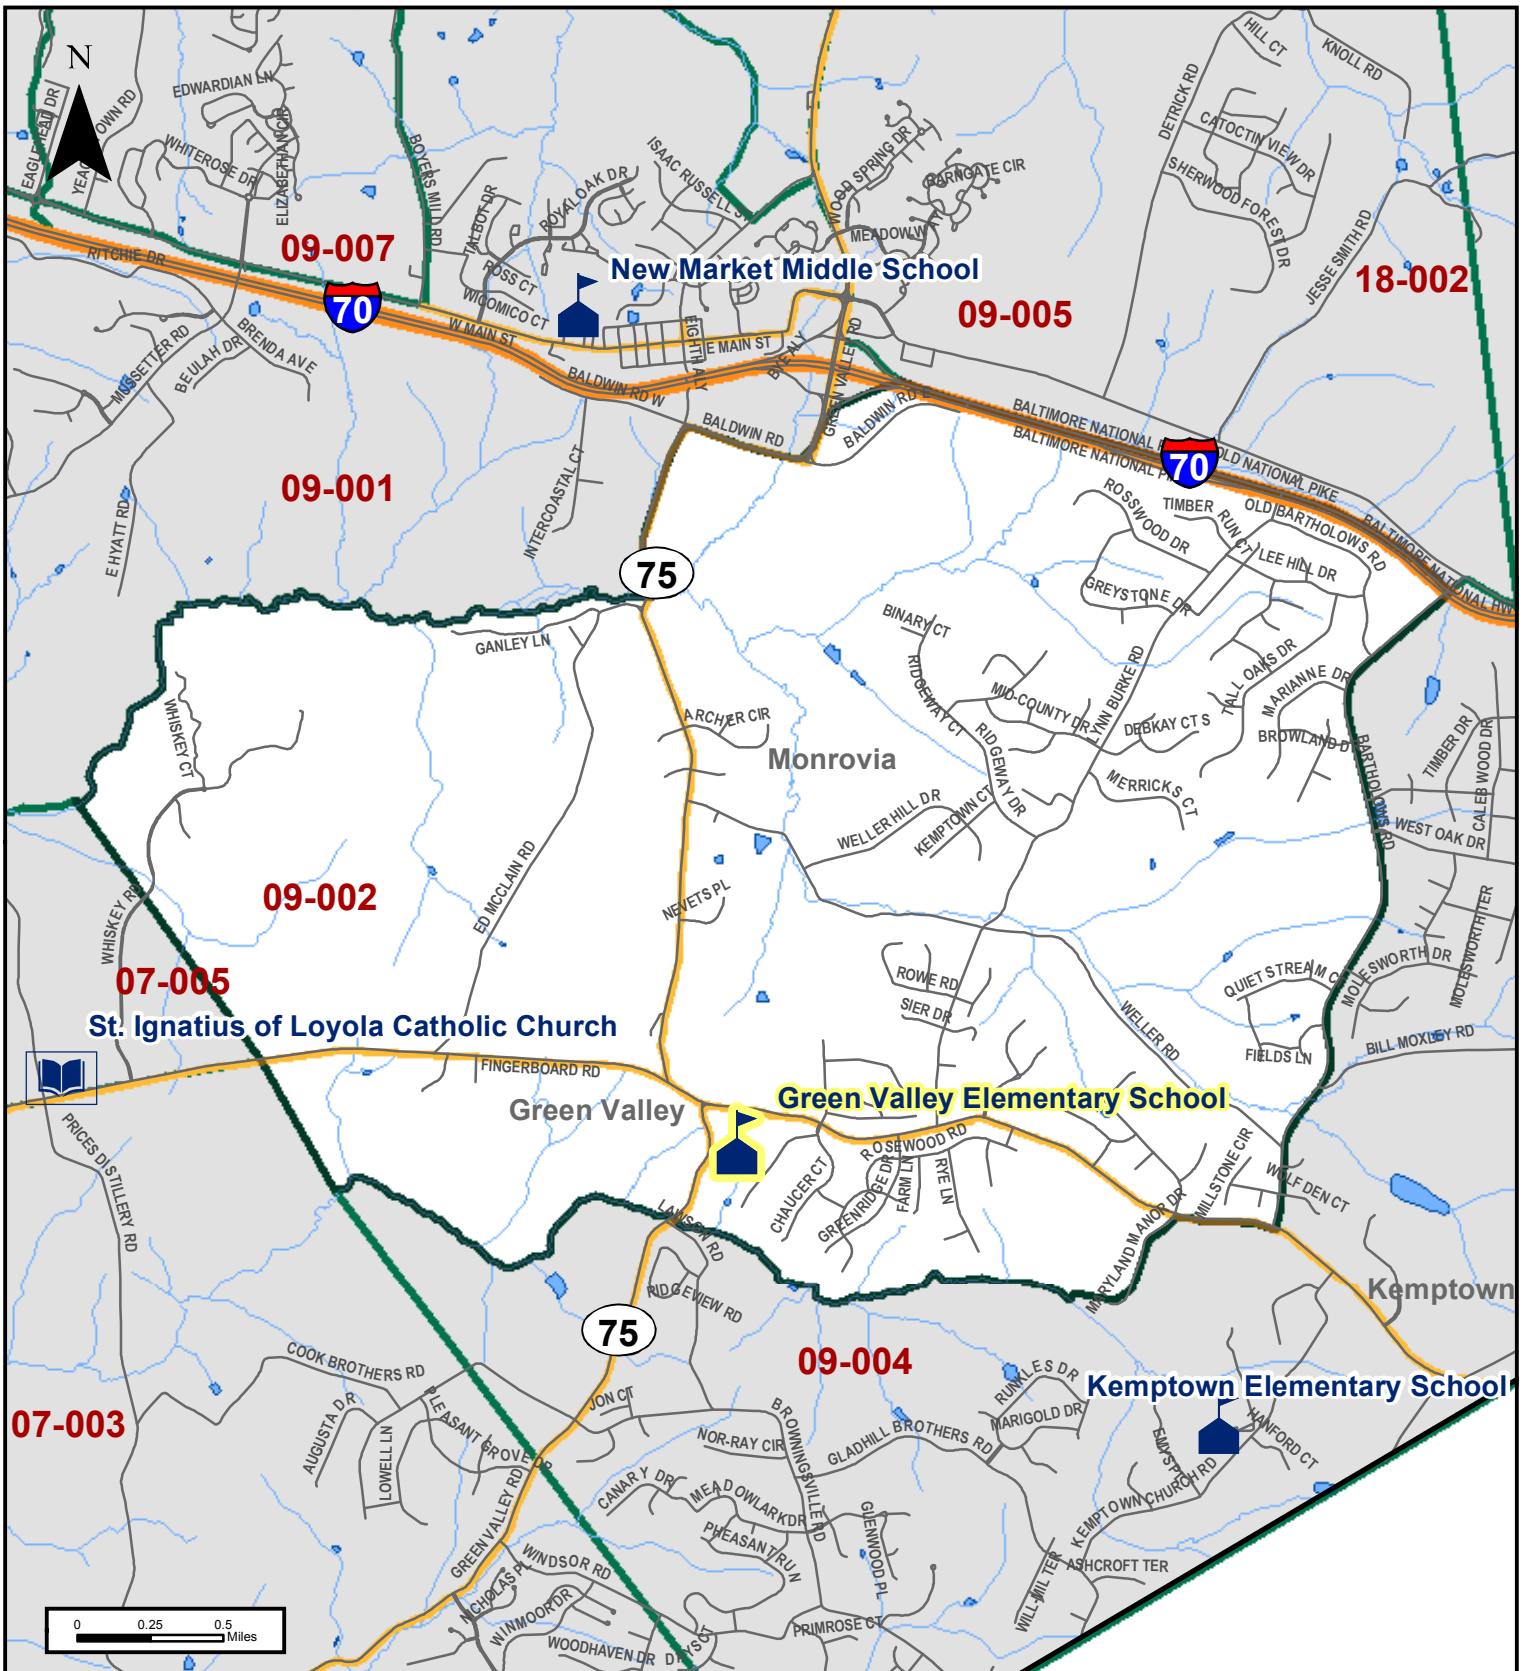 N
EDWARDIAN LN
WHITEROSE DR
ELIZABETHAN CIR
BOYERS MILL RD
TALBOT DR
ROYAL OAK DR
WOOD SPRING DR
BARNGATE CIR
MEADOW WAY
HILL CT
KNOLL RD
DETRICK RD
CATOCTIN VIEW DR
SHERWOOD FOREST DR
JESSE SMITH RD
09-007
RITCHIE DR
70
ROSS CT
WICOMICO CT
New Market Middle School
09-005
18-002
W MAIN ST
E MAIN ST
EIGHTH ALY
GREEN VALLEY RD
MUSSETTER RD
BEULAH DR
BRENDA AVE
BALDWIN RD W
BALDWIN RD
BALDWIN RD E
BALTIMORE NATIONAL
BALTIMORE NATIONAL
70
OLD NATIONAL PIKE
BALTIMORE NATIONAL HW
09-001
E HYATT RD
INTERCOASTAL CT
75
ROSSWOOD DR
TIMBER RUN CT
OLD BARTHOLOWS RD
LEE HILL DR
GREYSTONE DR
GANLEY LN
BINARY CT
RIDGEWAY CT
MID-COUNTY DR
LYNN BURKE RD
DEBKAY CT S
TALL OAKS DR
MARIANNE DR
BROWLAND
BARTHOLOWS RD
WHISKEY CT
ARCHER CIR
Monrovia
RIDGEWAY DR
MERRICKS CT
TIMBER DR
CALEB WOOD DR
WEST OAK DR
WELLER HILL DR
KEMPTOWN CT
09-002
ED MCCLAIN RD
NEVETS PL
WHISKEY RD
07-005
ROWE RD
SIER DR
WELLER RD
QUIET STREAM C
MOLESWORTH DR
MOLESWORTH TER
St. Ignatius of Loyola Catholic Church
FINGERBOARD RD
FIELDS LN
BILL MOXLEY RD
Green Valley
Green Valley Elementary School
ROSEWOOD RD
PRICES DISTILLERY RD
CHAUCER CT
GREENRIDGE DR
FARM LN
RYE LN
MILLSTONE CIR
WOLF DEN CT
MARYLAND MANOR DR
LAWSON RD
RIDGEVIEW RD
75
Kemptown
09-004
COOK BROTHERS RD
07-003
AUGUSTA DR
LOWELL LN
PLEASANT GROVE DR
JON CT
NOR-RAY CIR
BROWNINGSVILLE RD
GLADHILL BROTHERS RD
RUNKLES DR
MARIGOLD DR
Kemptown Elementary School
HANFORD CT
KEMPTOWN CHURCH RD
CANARY DR
MEADOWLARK DR
PHEASANT RUN
GLENWOOD PL
GREEN VALLEY RD
WINDSOR RD
NICHOLAS PL
WINMOOR DR
WOODHAVEN DR
PRIMROSE CT
WILL-MIL TER
ASHCROFT TER
0 0.25 0.5
Miles